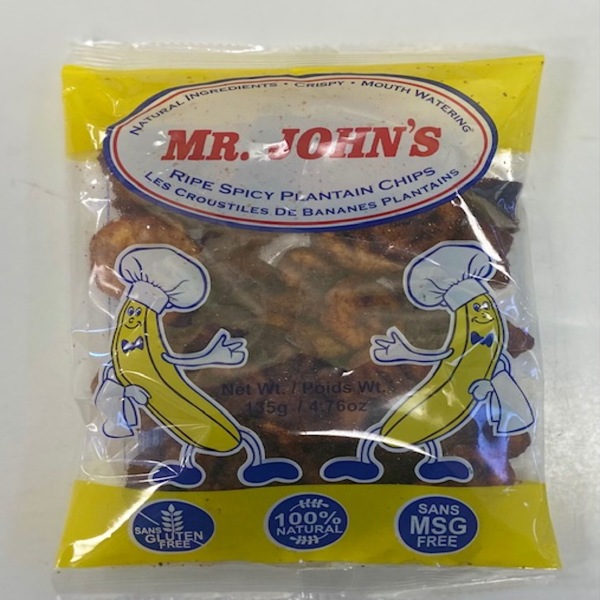 NATURAL INGREDIENTS • CRISPY • MOUTH WATERING
MR. JOHN'S
RIPE SPICY PLANTAIN CHIPS
LES CROUSTILES DE BANANES PLANTAINS
Net Wt. / Poids Wt.
135g / 4.76oz
SANS
GLUTEN
FREE
100%
NATURAL
SANS
MSG
FREE